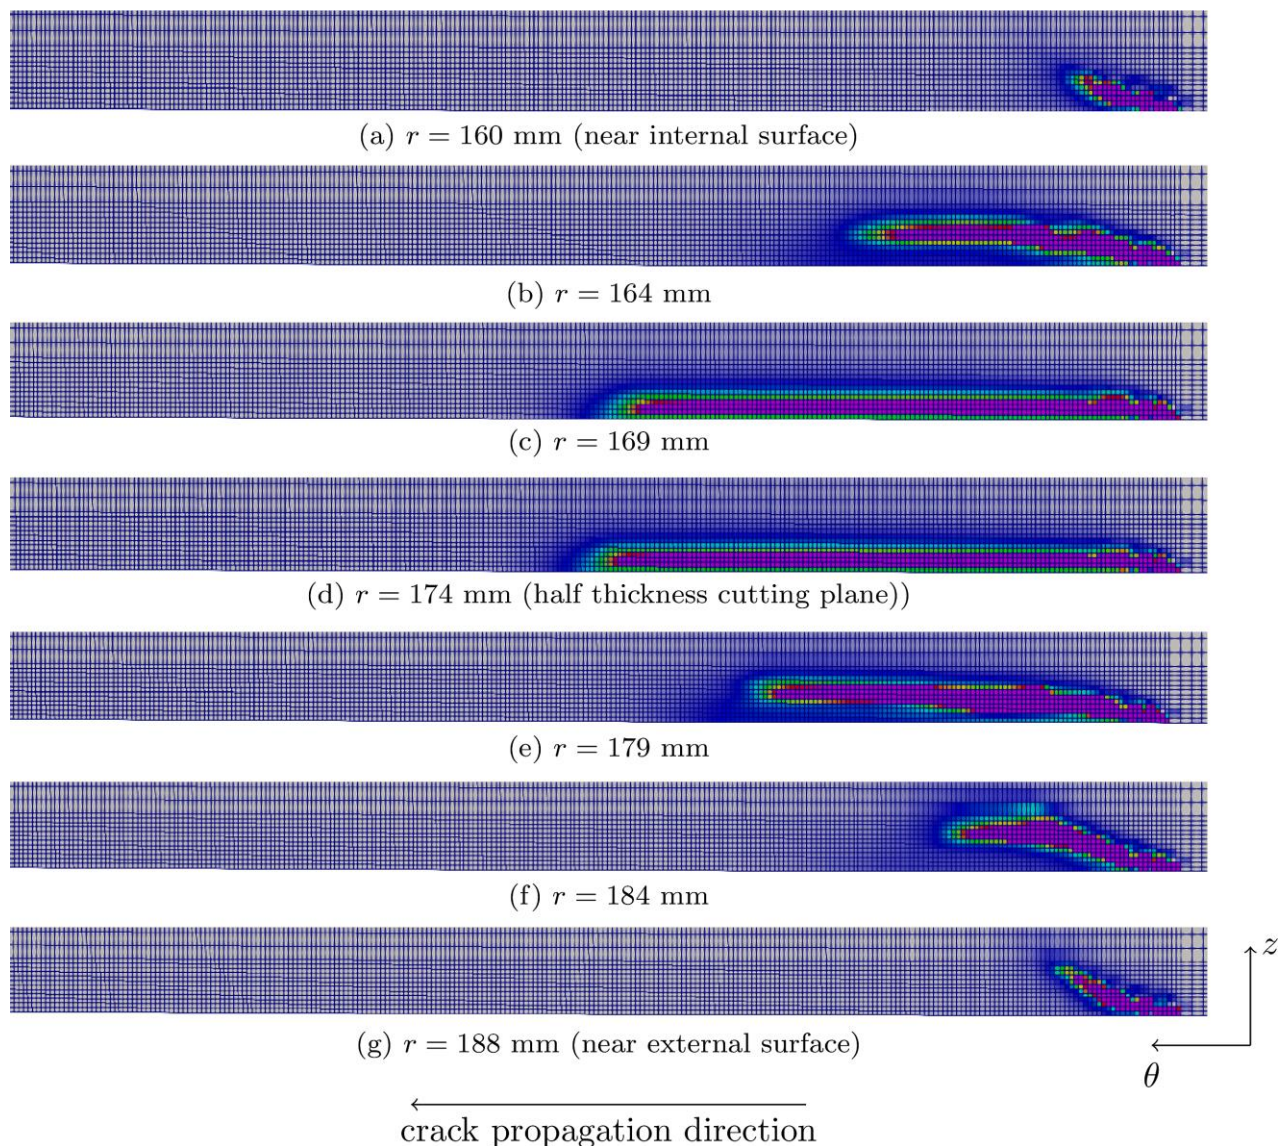 (a) r = 160 mm (near internal surface)
(b) r = 164 mm
(c) r = 169 mm
(d) r = 174 mm (half thickness cutting plane))
(e) r = 179 mm
(f) r = 184 mm
(g) r = 188 mm (near external surface)
z
θ
crack propagation direction